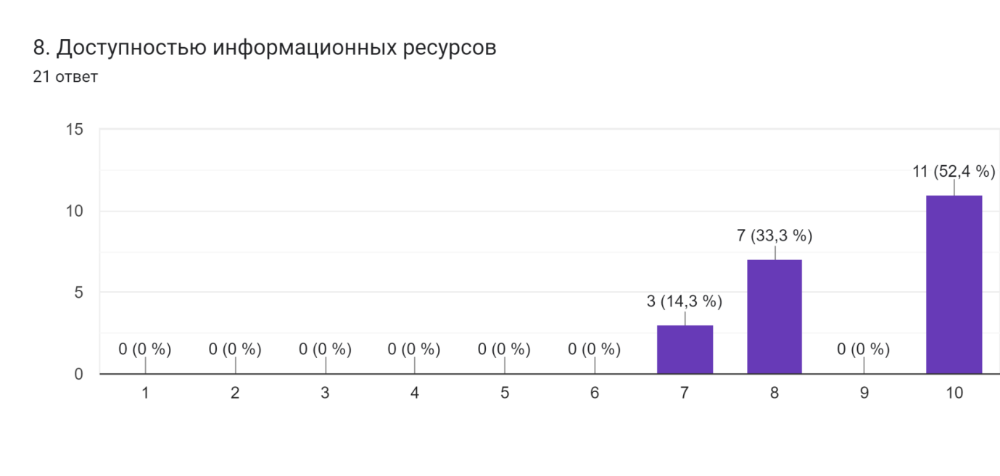 8. Доступностью информационных ресурсов
21 ответ
15
10
5
0
0 (0 %) 0 (0 %) 0 (0 %) 0 (0 %) 0 (0 %) 0 (0 %) 3 (14,3 %) 7 (33,3 %) 0 (0 %) 11 (52,4 %)
1 2 3 4 5 6 7 8 9 10